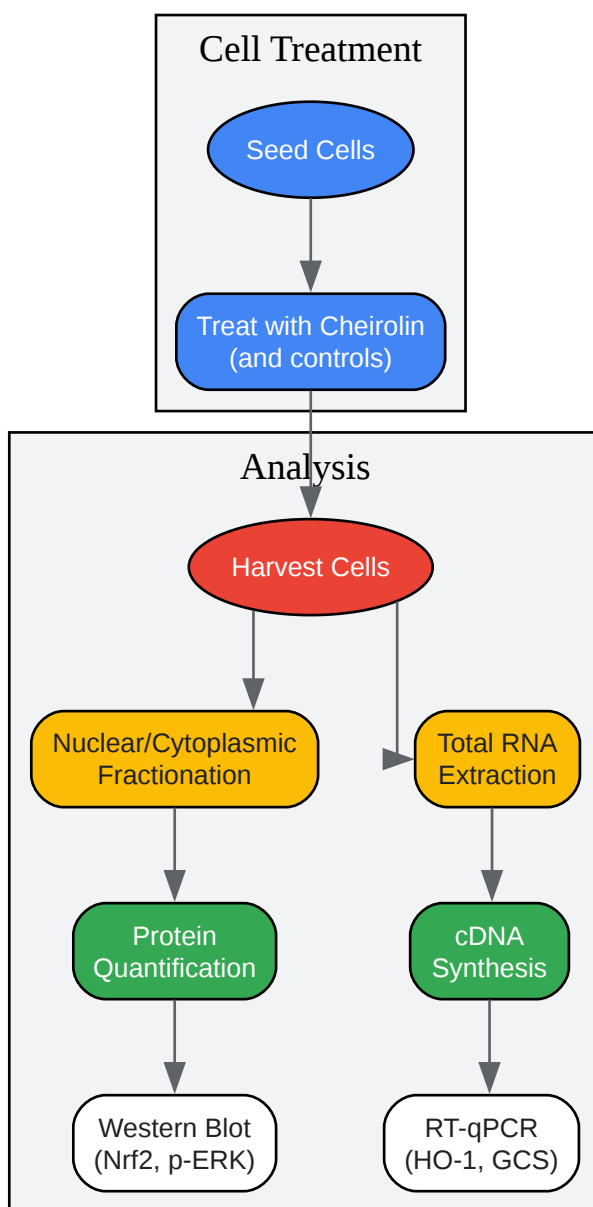 Cell Treatment
Seed Cells
Treat with Cheirolin
(and controls)
Analysis
Harvest Cells
Nuclear/Cytoplasmic
Fractionation
Total RNA
Extraction
Protein
Quantification
cDNA
Synthesis
Western Blot
(Nrf2, p-ERK)
RT-qPCR
(HO-1, GCS)